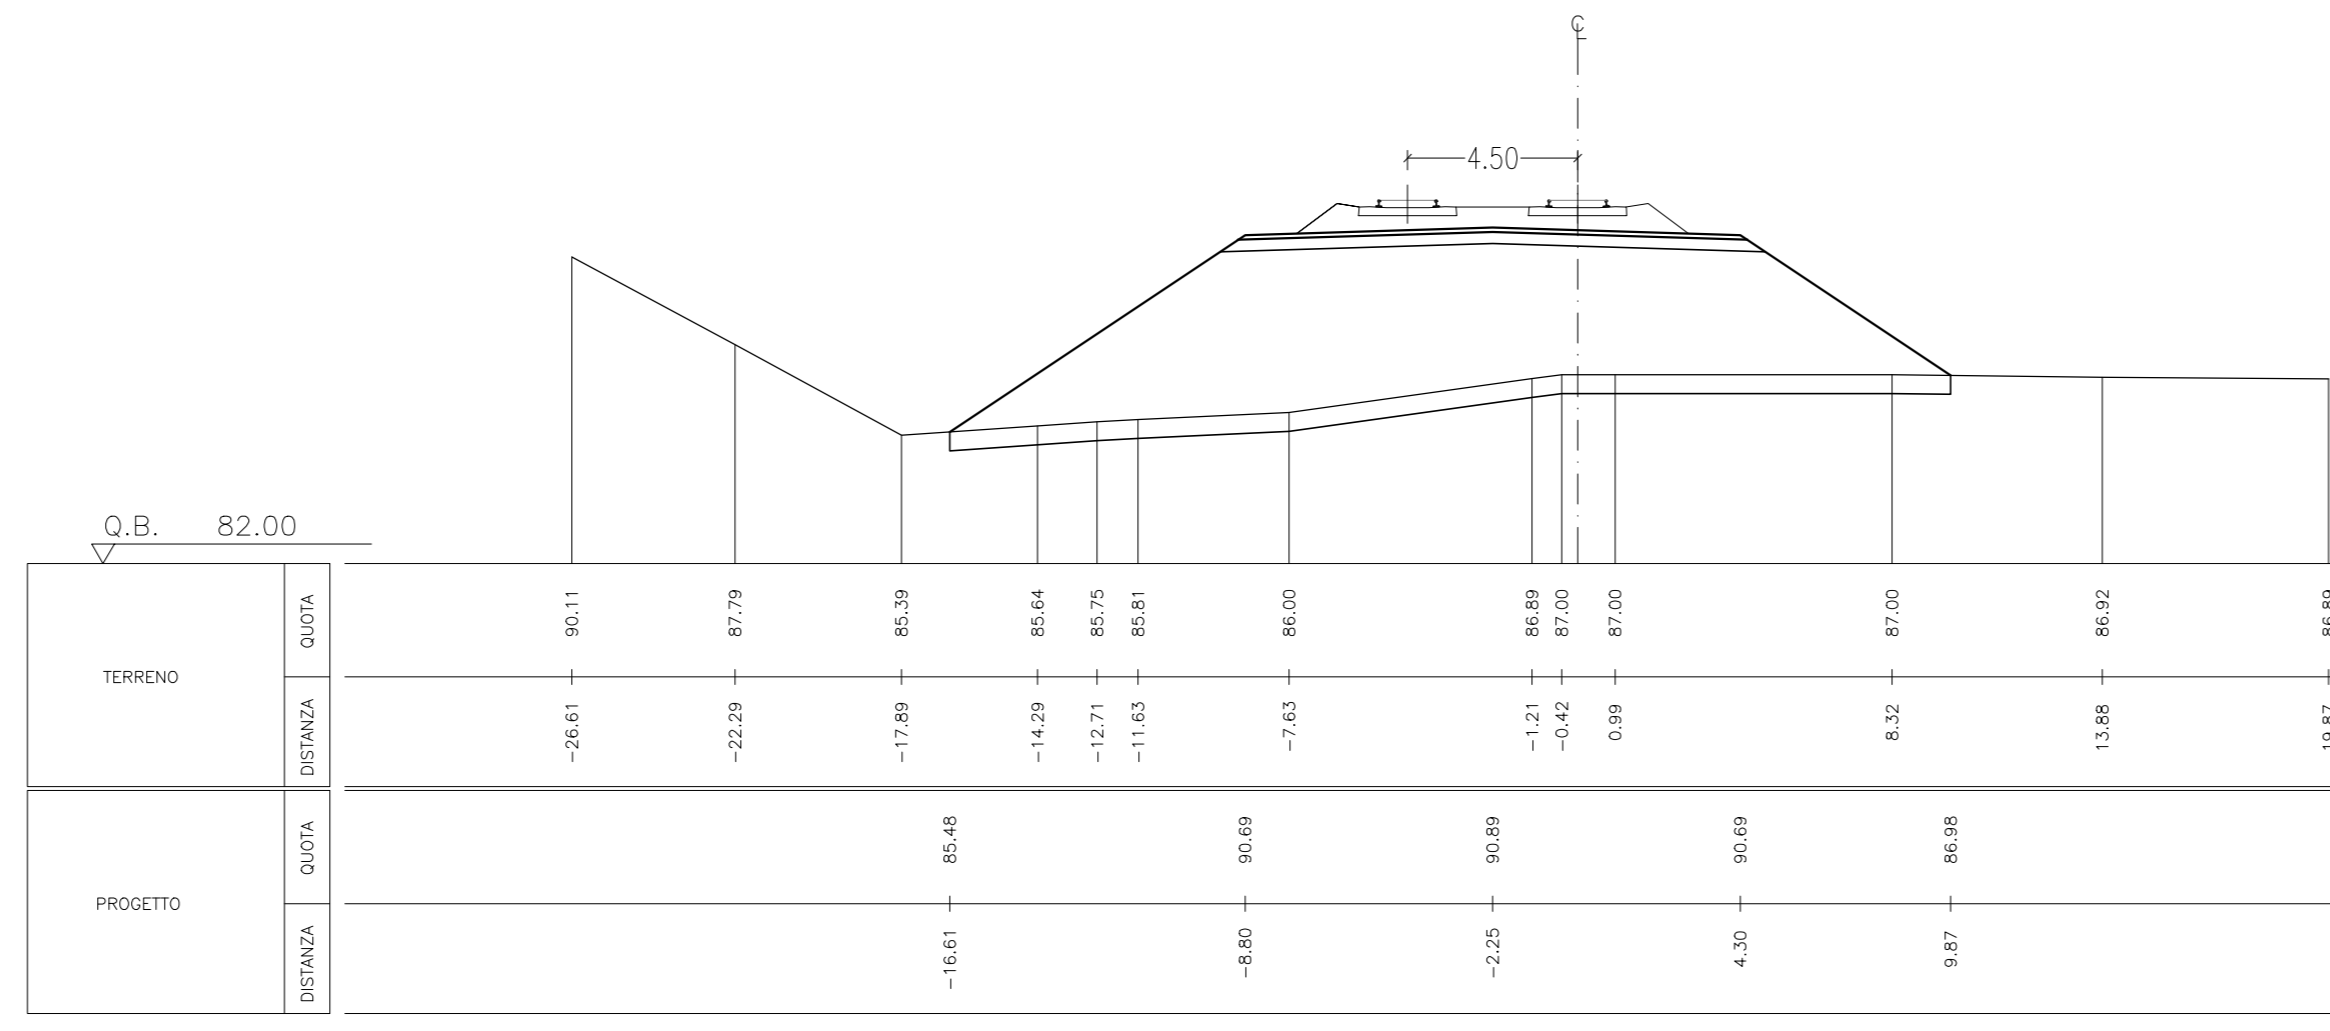 ℄
4.50
Q.B. 82.00
TERRENO
QUOTA
90.11 87.79 85.39 85.64 85.75 85.81 86.00 86.89 87.00 87.00 87.00 86.92 86.89
DISTANZA
-26.61 -22.29 -17.89 -14.29 -12.71 -11.63 -7.63 -1.21 -0.42 0.99 8.32 13.88 19.87
PROGETTO
QUOTA
85.48 90.69 90.89 90.69 86.98
DISTANZA
-16.61 -8.80 -2.25 4.30 9.87